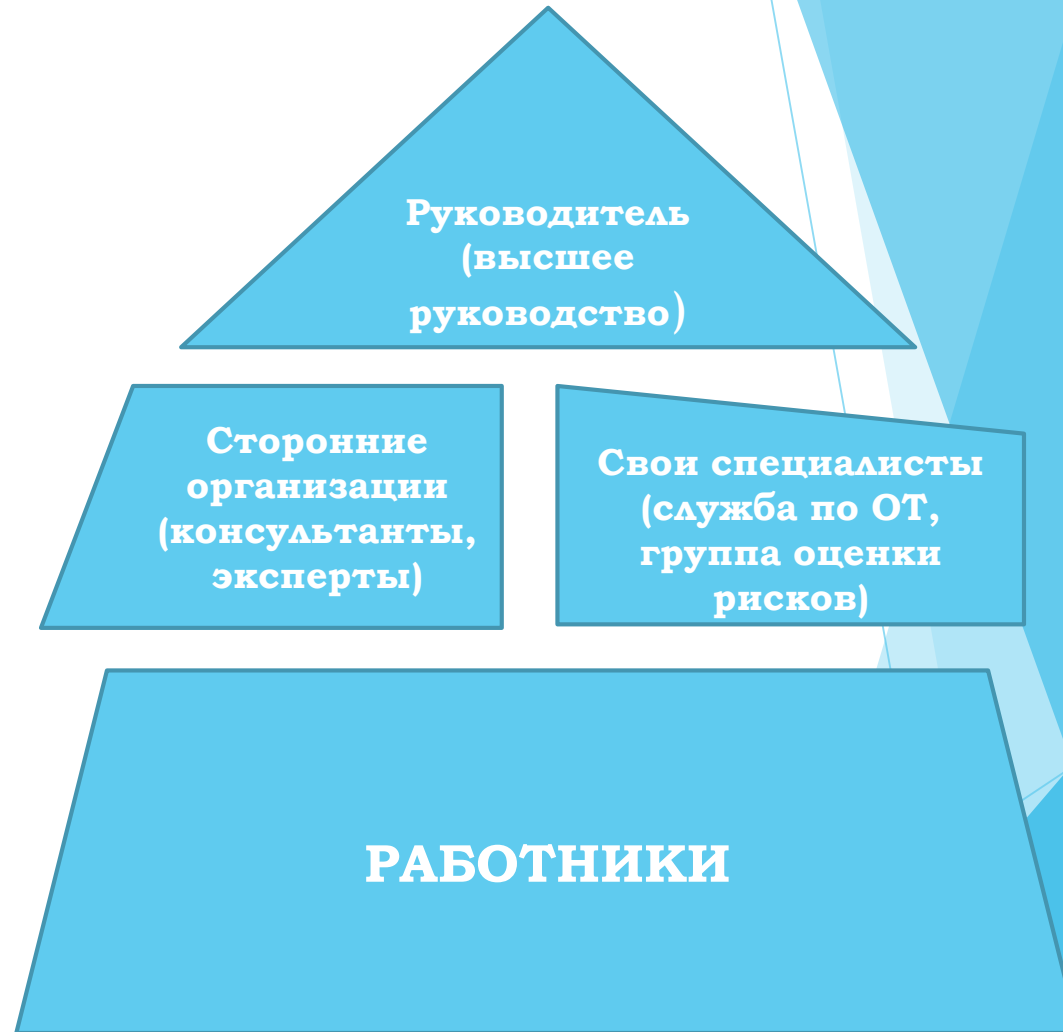 Руководитель
(высшее
руководство)
Сторонние
организации
(консультанты,
эксперты)
Свои специалисты
(служба по ОТ,
группа оценки
рисков)
РАБОТНИКИ